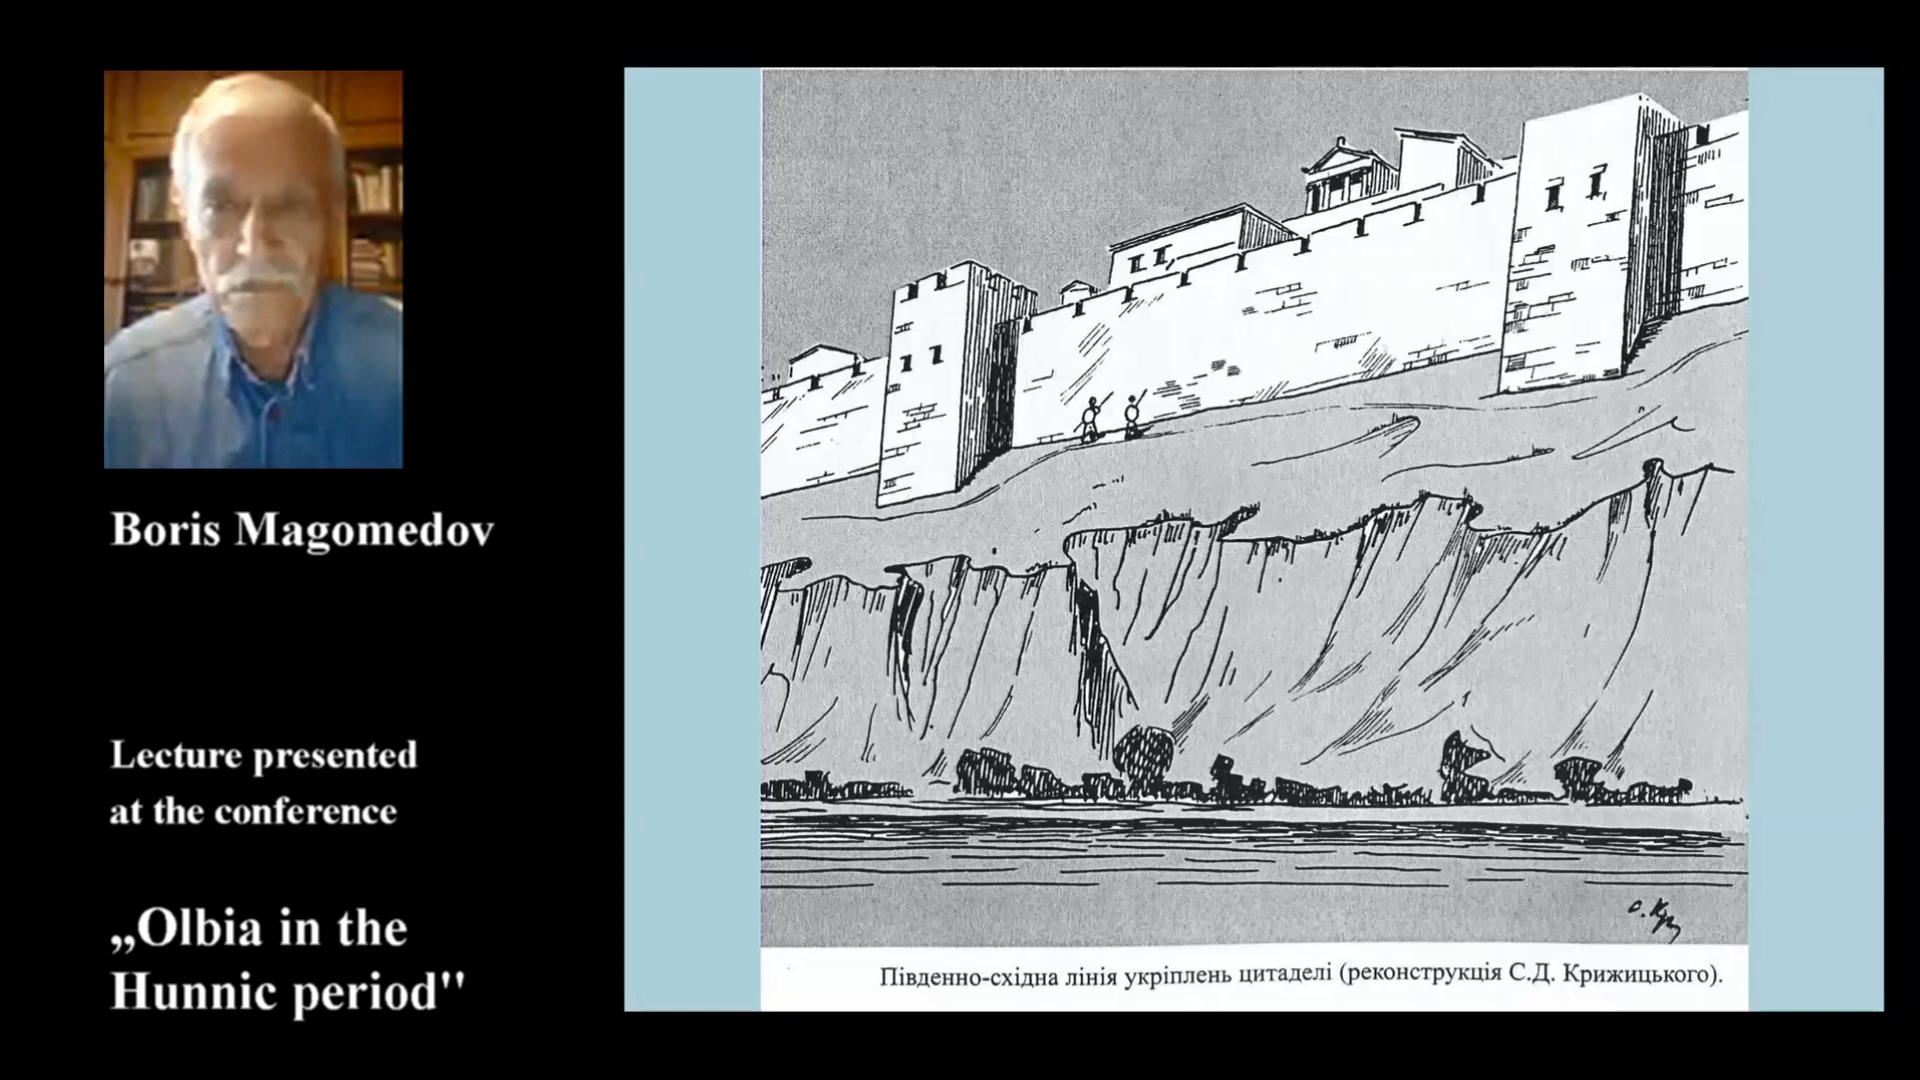 Boris Magomedov
Lecture presented
at the conference
„Olbia in the
Hunnic period"
с. Кр
Південно-східна лінія укріплень цитаделі (реконструкція С.Д. Крижицького).